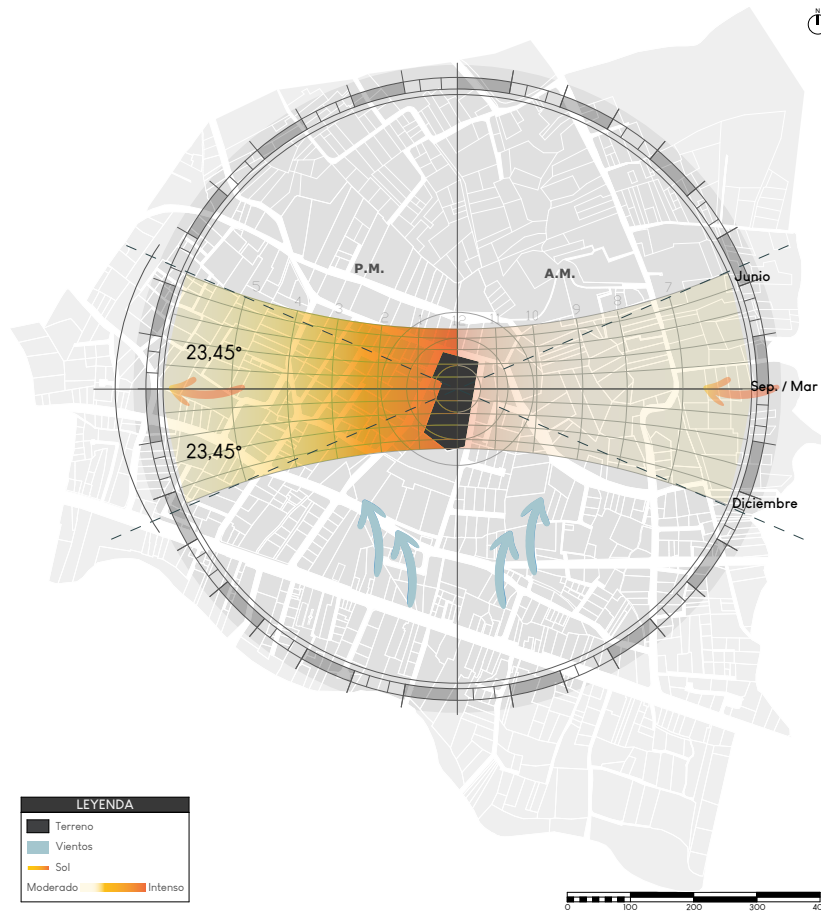 N
P.M.
A.M.
Junio
5
4
3
2
1
12
11
10
9
8
7
23,45°
Sep. / Mar
23,45°
Diciembre
LEYENDA
Terreno
Vientos
Sol
Moderado
Intenso
0
100
200
300